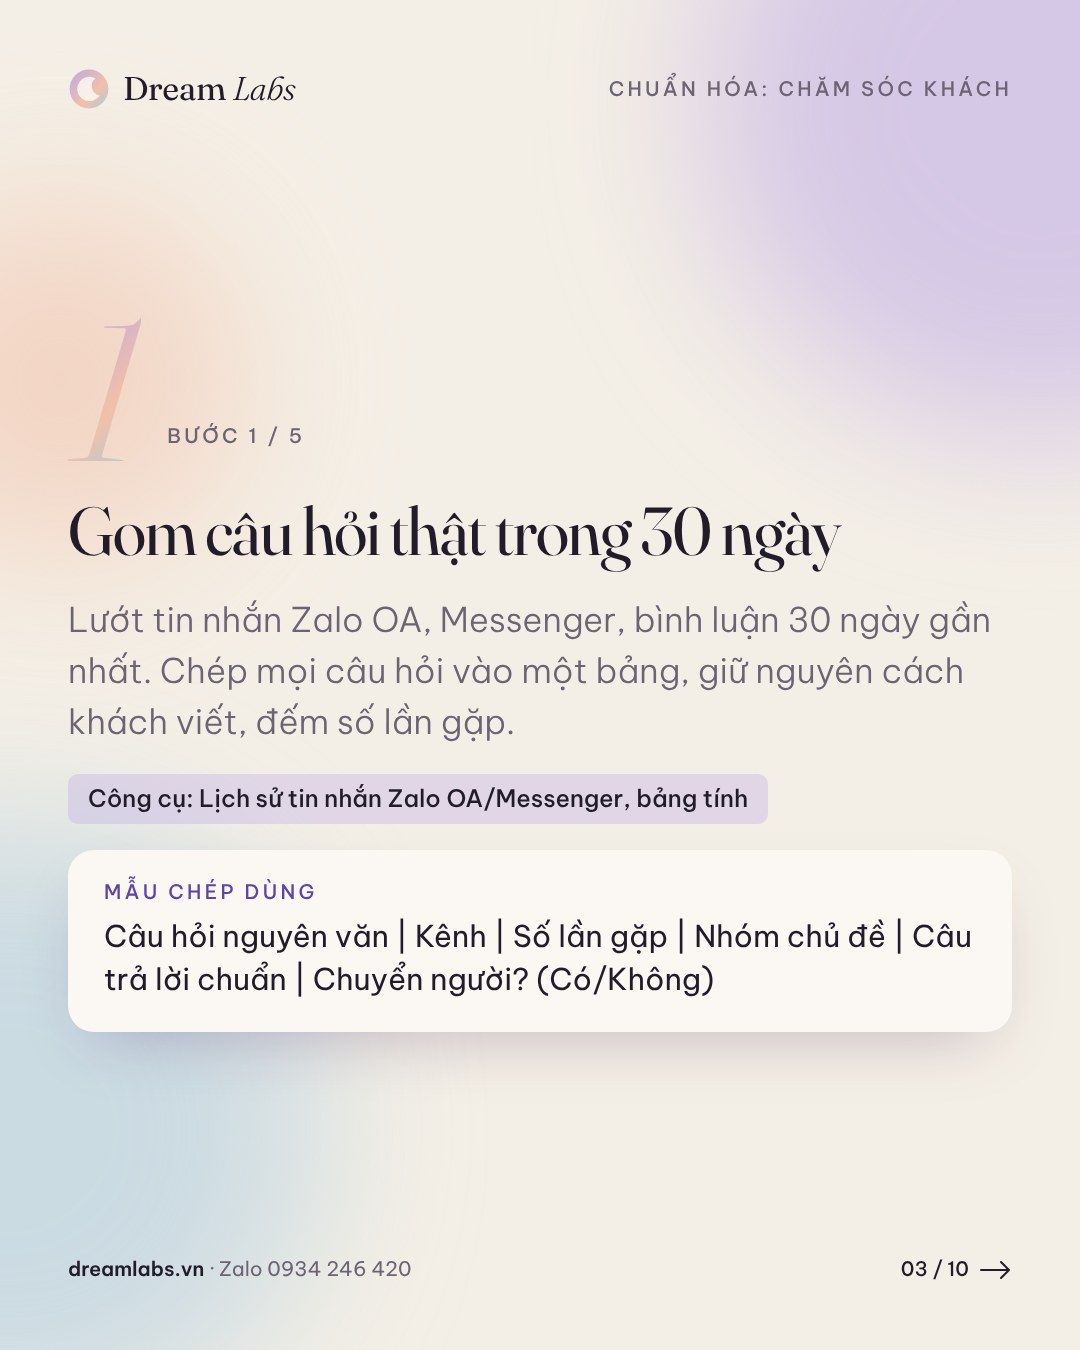 Dream Labs
CHUẨN HÓA: CHĂM SÓC KHÁCH
1
BƯỚC 1 / 5
Gom câu hỏi thật trong 30 ngày
Lướt tin nhắn Zalo OA, Messenger, bình luận 30 ngày gần
nhất. Chép mọi câu hỏi vào một bảng, giữ nguyên cách
khách viết, đếm số lần gặp.
Công cụ: Lịch sử tin nhắn Zalo OA/Messenger, bảng tính
MẪU CHÉP DÙNG
Câu hỏi nguyên văn | Kênh | Số lần gặp | Nhóm chủ đề | Câu
trả lời chuẩn | Chuyển người? (Có/Không)
dreamlabs.vn · Zalo 0934 246 420
03 / 10 →